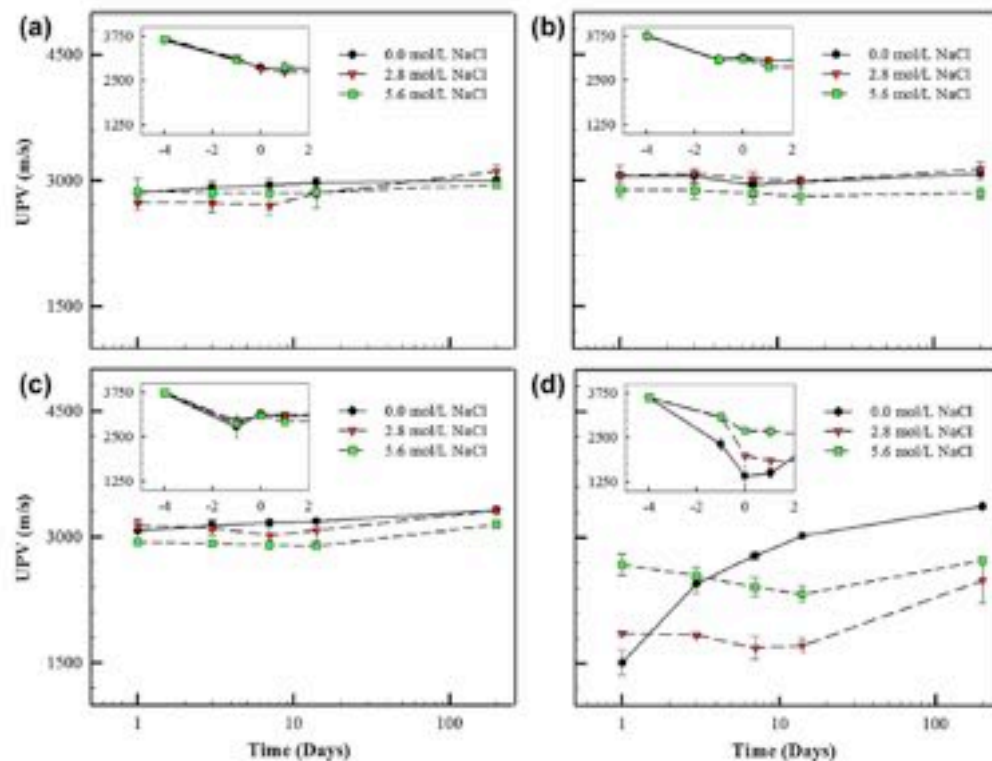 (a)
4500
3000
1500
UPV (m/s)
3750
2500
1250
-4 -2 0 2
0.0 mol/L NaCl
2.8 mol/L NaCl
5.6 mol/L NaCl
(b)
3750
2500
1250
-4 -2 0 2
0.0 mol/L NaCl
2.8 mol/L NaCl
5.6 mol/L NaCl
(c)
4500
3000
1500
UPV (m/s)
3750
2500
1250
-4 -2 0 2
0.0 mol/L NaCl
2.8 mol/L NaCl
5.6 mol/L NaCl
1 10 100
Time (Days)
(d)
3750
2500
1250
-4 -2 0 2
0.0 mol/L NaCl
2.8 mol/L NaCl
5.6 mol/L NaCl
1 10 100
Time (Days)